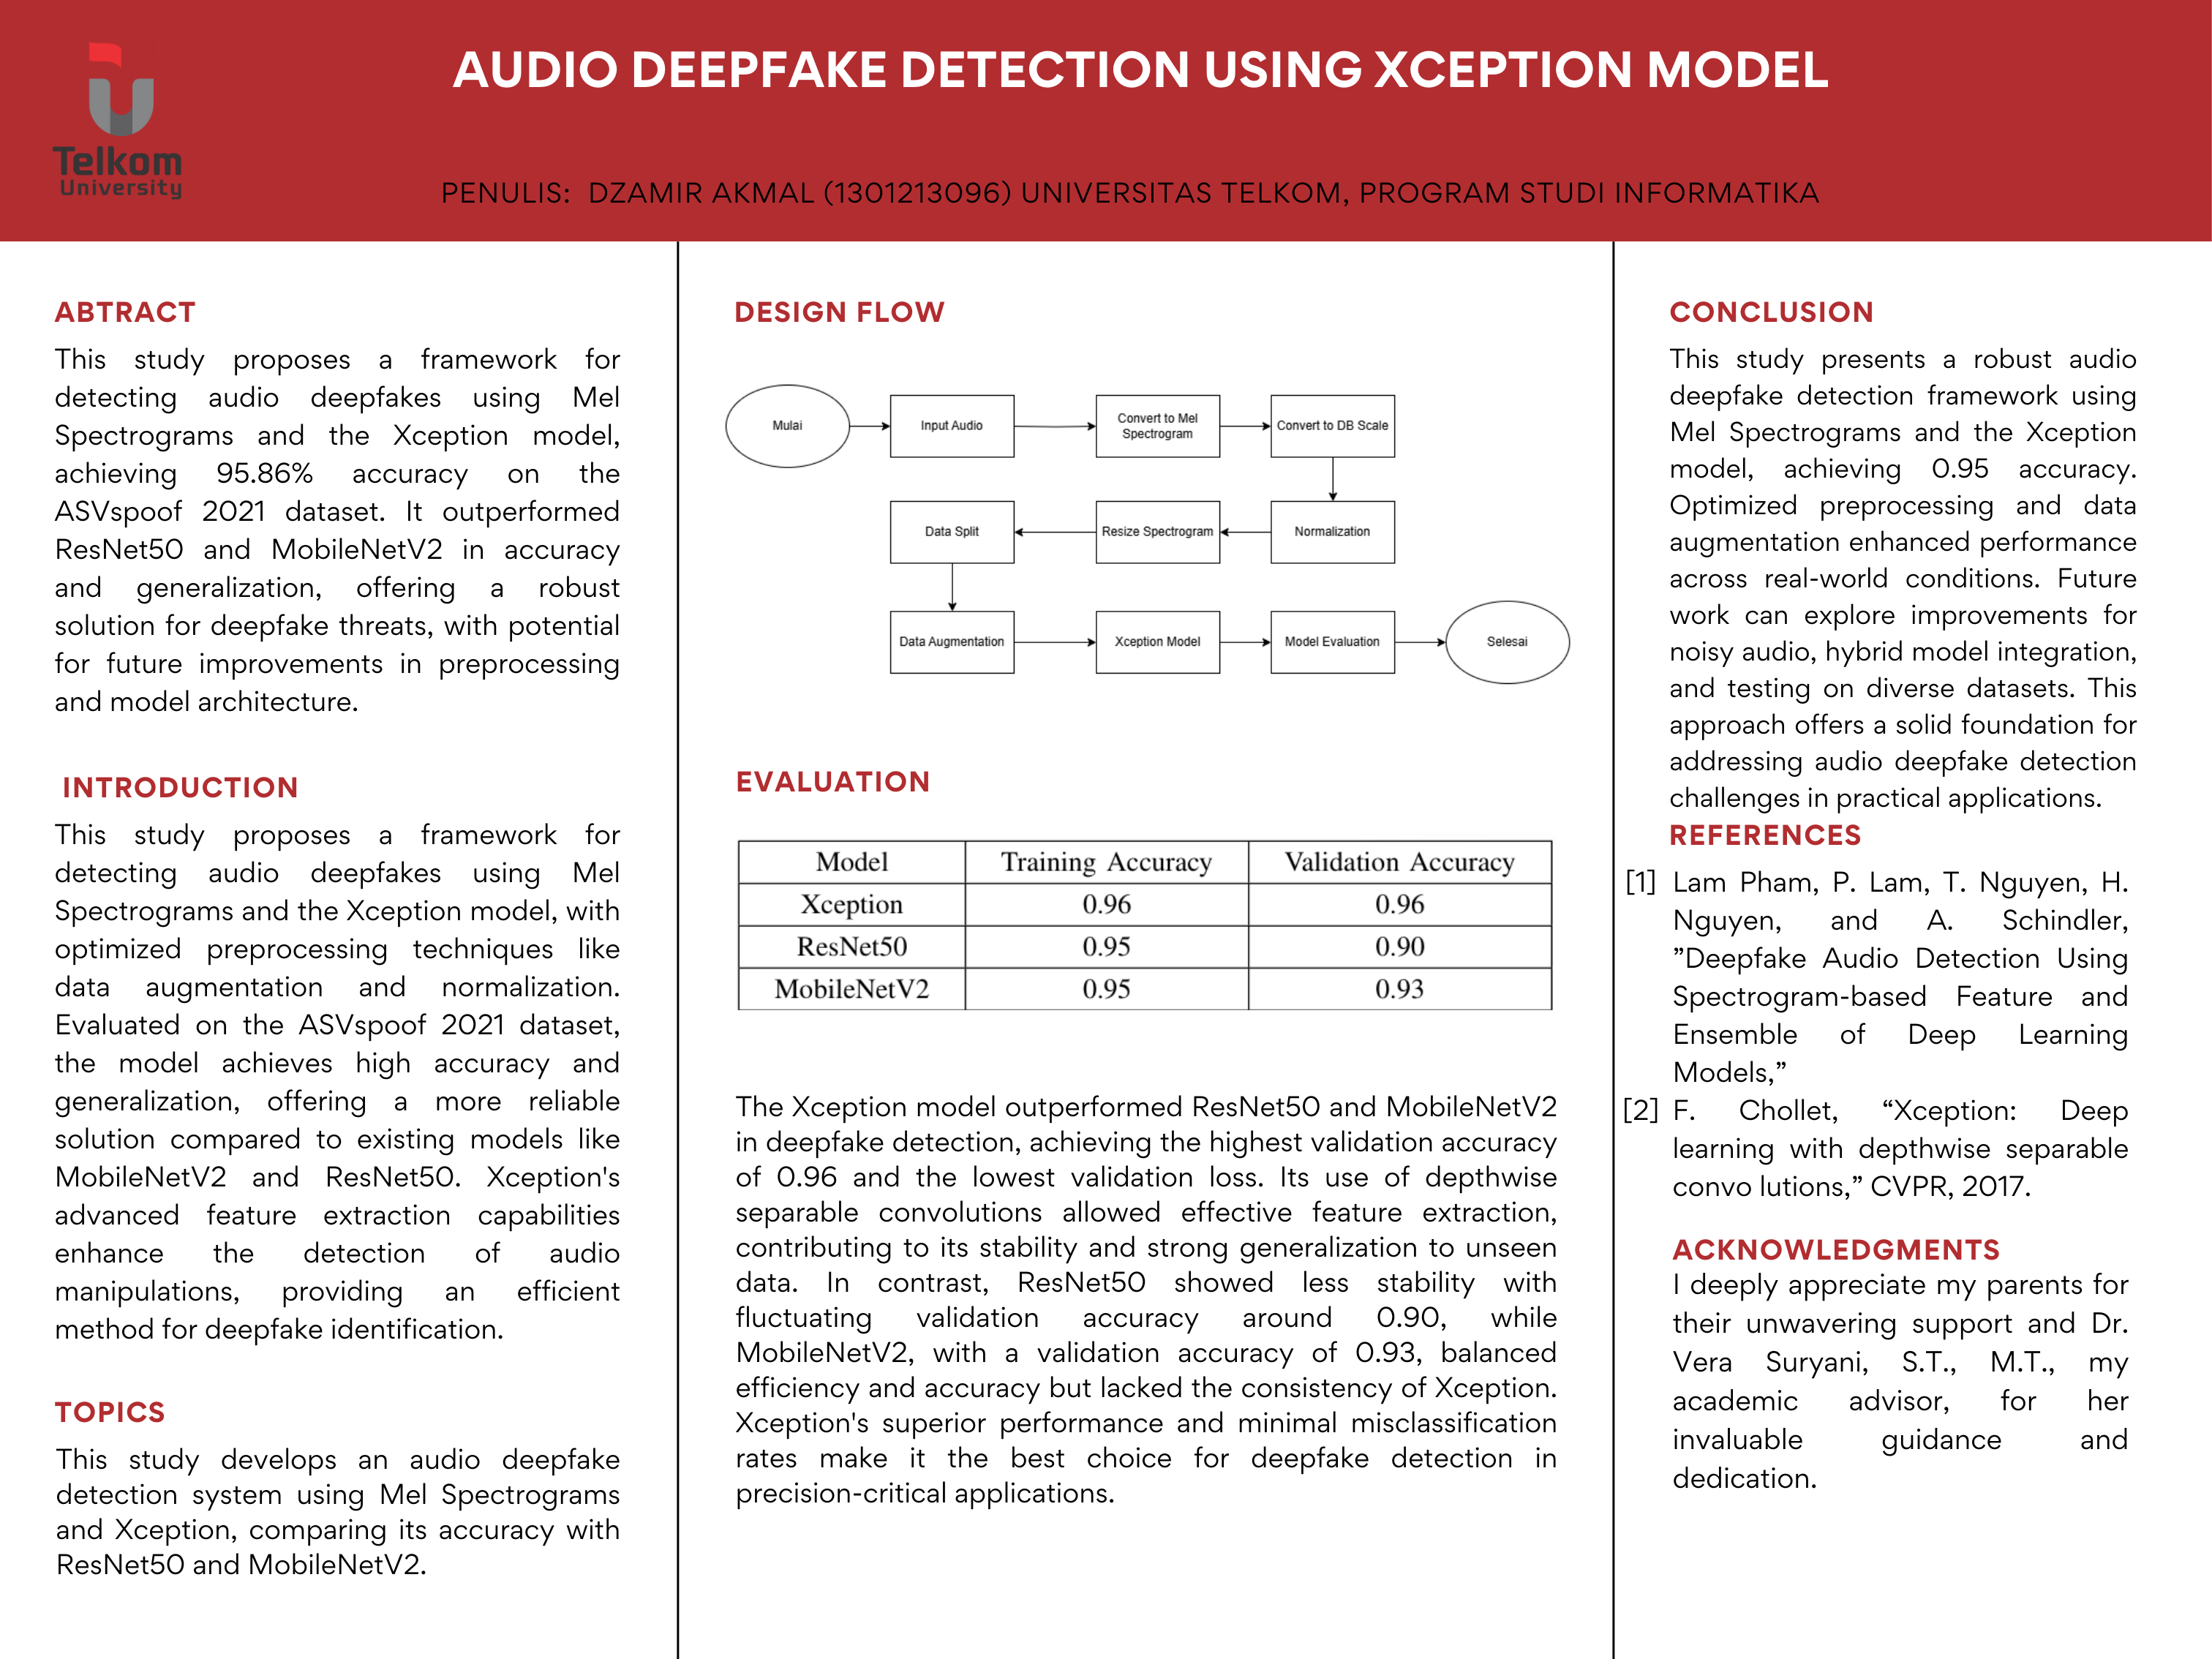 Telkom
University
AUDIO DEEPFAKE DETECTION USING XCEPTION MODEL
PENULIS: DZAMIR AKMAL (1301213096) UNIVERSITAS TELKOM, PROGRAM STUDI INFORMATIKA
ABTRACT
This study proposes a framework for
detecting audio deepfakes using Mel
Spectrograms and the Xception model,
achieving 95.86% accuracy on the
ASVspoof 2021 dataset. It outperformed
ResNet50 and MobileNetV2 in accuracy
and generalization, offering a robust
solution for deepfake threats, with potential
for future improvements in preprocessing
and model architecture.
INTRODUCTION
This study proposes a framework for
detecting audio deepfakes using Mel
Spectrograms and the Xception model, with
optimized preprocessing techniques like
data augmentation and normalization.
Evaluated on the ASVspoof 2021 dataset,
the model achieves high accuracy and
generalization, offering a more reliable
solution compared to existing models like
MobileNetV2 and ResNet50. Xception's
advanced feature extraction capabilities
enhance the detection of audio
manipulations, providing an efficient
method for deepfake identification.
TOPICS
This study develops an audio deepfake
detection system using Mel Spectrograms
and Xception, comparing its accuracy with
ResNet50 and MobileNetV2.
DESIGN FLOW
Mulai
Input Audio
Convert to Mel
Spectrogram
Convert to DB Scale
Normalization
Resize Spectrogram
Data Split
Data Augmentation
Xception Model
Model Evaluation
Selesai
EVALUATION
Model Training Accuracy Validation Accuracy
Xception 0.96 0.96
ResNet50 0.95 0.90
MobileNetV2 0.95 0.93
The Xception model outperformed ResNet50 and MobileNetV2
in deepfake detection, achieving the highest validation accuracy
of 0.96 and the lowest validation loss. Its use of depthwise
separable convolutions allowed effective feature extraction,
contributing to its stability and strong generalization to unseen
data. In contrast, ResNet50 showed less stability with
fluctuating validation accuracy around 0.90, while
MobileNetV2, with a validation accuracy of 0.93, balanced
efficiency and accuracy but lacked the consistency of Xception.
Xception's superior performance and minimal misclassification
rates make it the best choice for deepfake detection in
precision-critical applications.
CONCLUSION
This study presents a robust audio
deepfake detection framework using
Mel Spectrograms and the Xception
model, achieving 0.95 accuracy.
Optimized preprocessing and data
augmentation enhanced performance
across real-world conditions. Future
work can explore improvements for
noisy audio, hybrid model integration,
and testing on diverse datasets. This
approach offers a solid foundation for
addressing audio deepfake detection
challenges in practical applications.
REFERENCES
[1] Lam Pham, P. Lam, T. Nguyen, H.
Nguyen, and A. Schindler,
”Deepfake Audio Detection Using
Spectrogram-based Feature and
Ensemble of Deep Learning
Models,”
[2] F. Chollet, “Xception: Deep
learning with depthwise separable
convo lutions,” CVPR, 2017.
ACKNOWLEDGMENTS
I deeply appreciate my parents for
their unwavering support and Dr.
Vera Suryani, S.T., M.T., my
academic advisor, for her
invaluable guidance and
dedication.